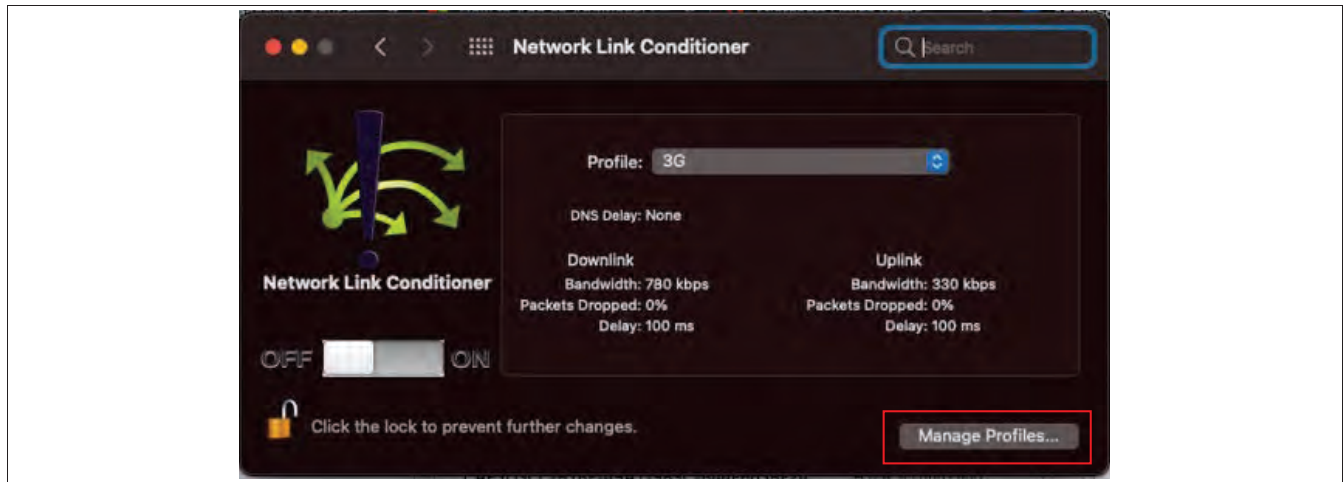 Network Link Conditioner
Search
Profile: 3G
DNS Delay: None
Downlink
Uplink
Bandwidth: 780 kbps
Bandwidth: 330 kbps
Packets Dropped: 0%
Packets Dropped: 0%
Delay: 100 ms
Delay: 100 ms
Network Link Conditioner
OFF
ON
Click the lock to prevent further changes.
Manage Profiles...